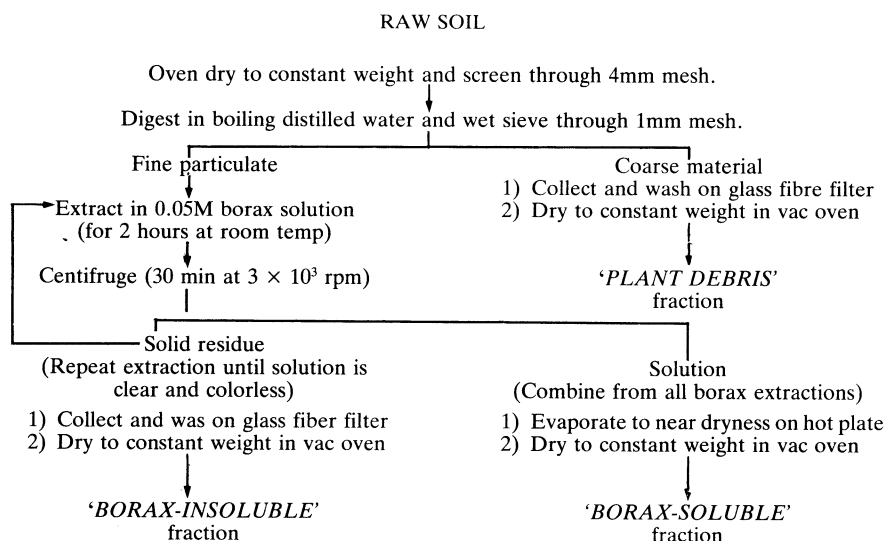 RAW SOIL
Oven dry to constant weight and screen through 4mm mesh.
Digest in boiling distilled water and wet sieve through 1mm mesh.
Fine particulate
Extract in 0.05M borax solution
(for 2 hours at room temp)
Centifruge (30 min at 3 × 10³ rpm)
Coarse material
1) Collect and wash on glass fibre filter
2) Dry to constant weight in vac oven
‘PLANT DEBRIS’
fraction
Solid residue
(Repeat extraction until solution is
clear and colorless)
1) Collect and was on glass fiber filter
2) Dry to constant weight in vac oven
‘BORAX-INSOLUBLE’
fraction
Solution
(Combine from all borax extractions)
1) Evaporate to near dryness on hot plate
2) Dry to constant weight in vac oven
‘BORAX-SOLUBLE’
fraction